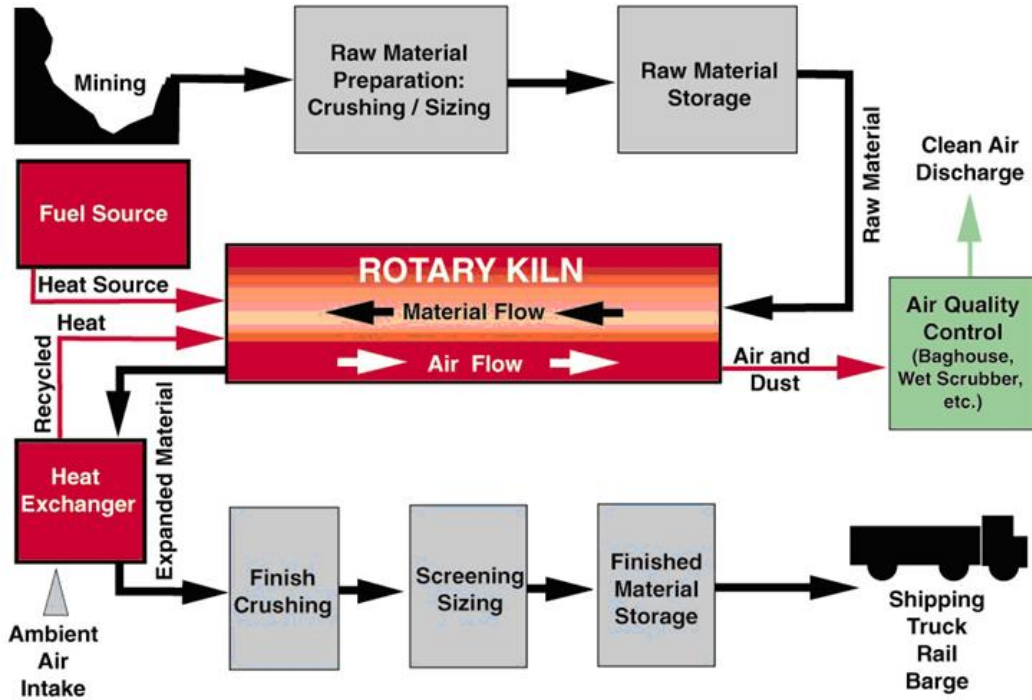 Mining
Raw Material
Preparation:
Crushing / Sizing
Raw Material
Storage
Raw Material
Clean Air
Discharge
Fuel Source
Heat Source
Heat
Recycled
ROTARY KILN
Material Flow
Air Flow
Air and
Dust
Air Quality
Control
(Baghouse,
Wet Scrubber,
etc.)
Heat
Exchanger
Expanded Material
Ambient
Air
Intake
Finish
Crushing
Screening
Sizing
Finished
Material
Storage
Shipping
Truck
Rail
Barge